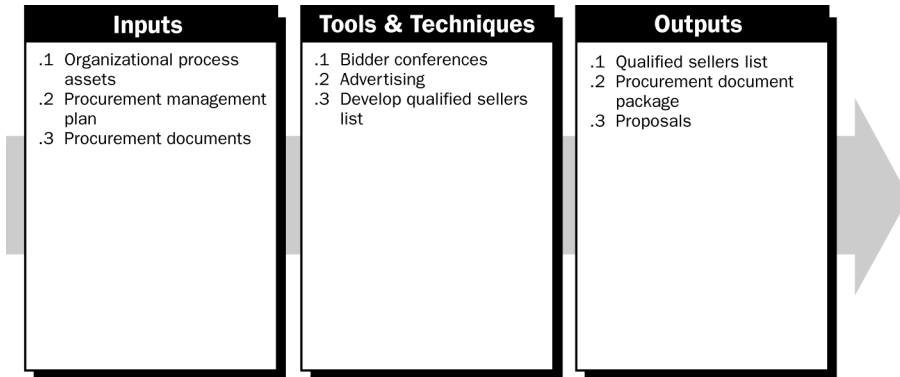 Inputs
.1 Organizational process
assets
.2 Procurement management
plan
.3 Procurement documents
Tools & Techniques
.1 Bidder conferences
.2 Advertising
.3 Develop qualified sellers
list
Outputs
.1 Qualified sellers list
.2 Procurement document
package
.3 Proposals